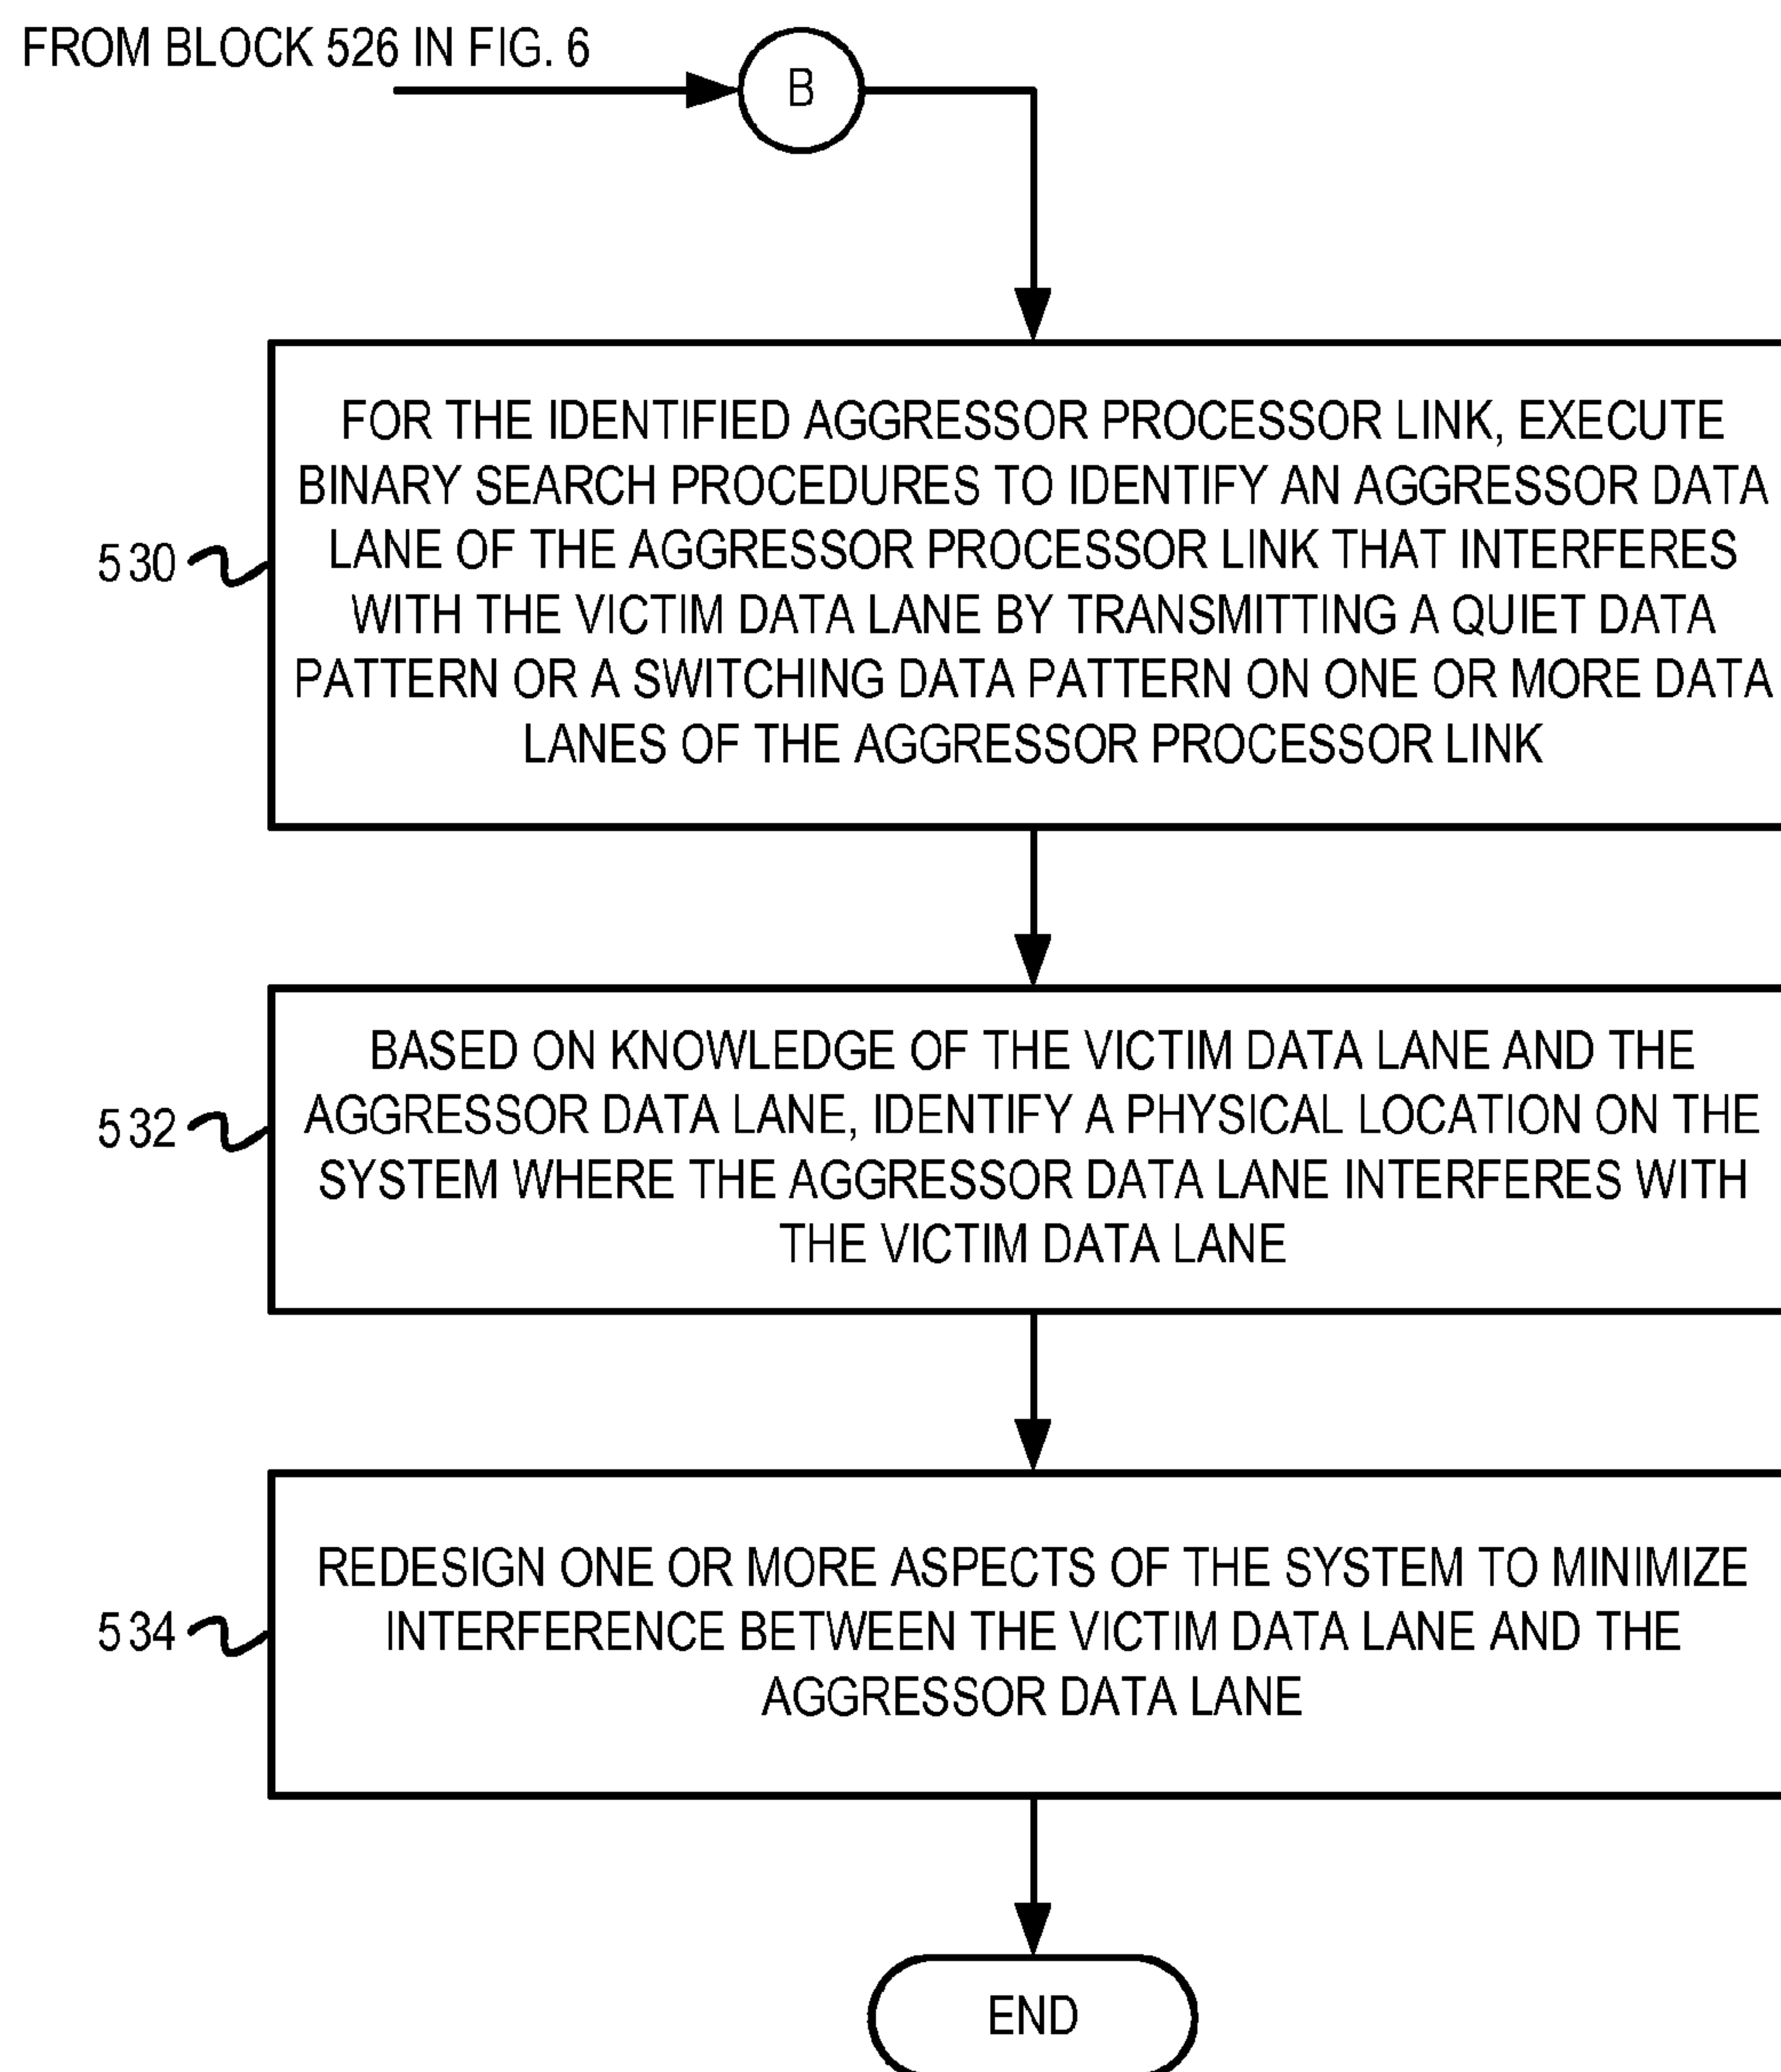 FROM BLOCK 526 IN FIG. 6
B
FOR THE IDENTIFIED AGGRESSOR PROCESSOR LINK, EXECUTE
BINARY SEARCH PROCEDURES TO IDENTIFY AN AGGRESSOR DATA
LANE OF THE AGGRESSOR PROCESSOR LINK THAT INTERFERES
WITH THE VICTIM DATA LANE BY TRANSMITTING A QUIET DATA
PATTERN OR A SWITCHING DATA PATTERN ON ONE OR MORE DATA
LANES OF THE AGGRESSOR PROCESSOR LINK
530
BASED ON KNOWLEDGE OF THE VICTIM DATA LANE AND THE
AGGRESSOR DATA LANE, IDENTIFY A PHYSICAL LOCATION ON THE
SYSTEM WHERE THE AGGRESSOR DATA LANE INTERFERES WITH
THE VICTIM DATA LANE
532
REDESIGN ONE OR MORE ASPECTS OF THE SYSTEM TO MINIMIZE
INTERFERENCE BETWEEN THE VICTIM DATA LANE AND THE
AGGRESSOR DATA LANE
534
END